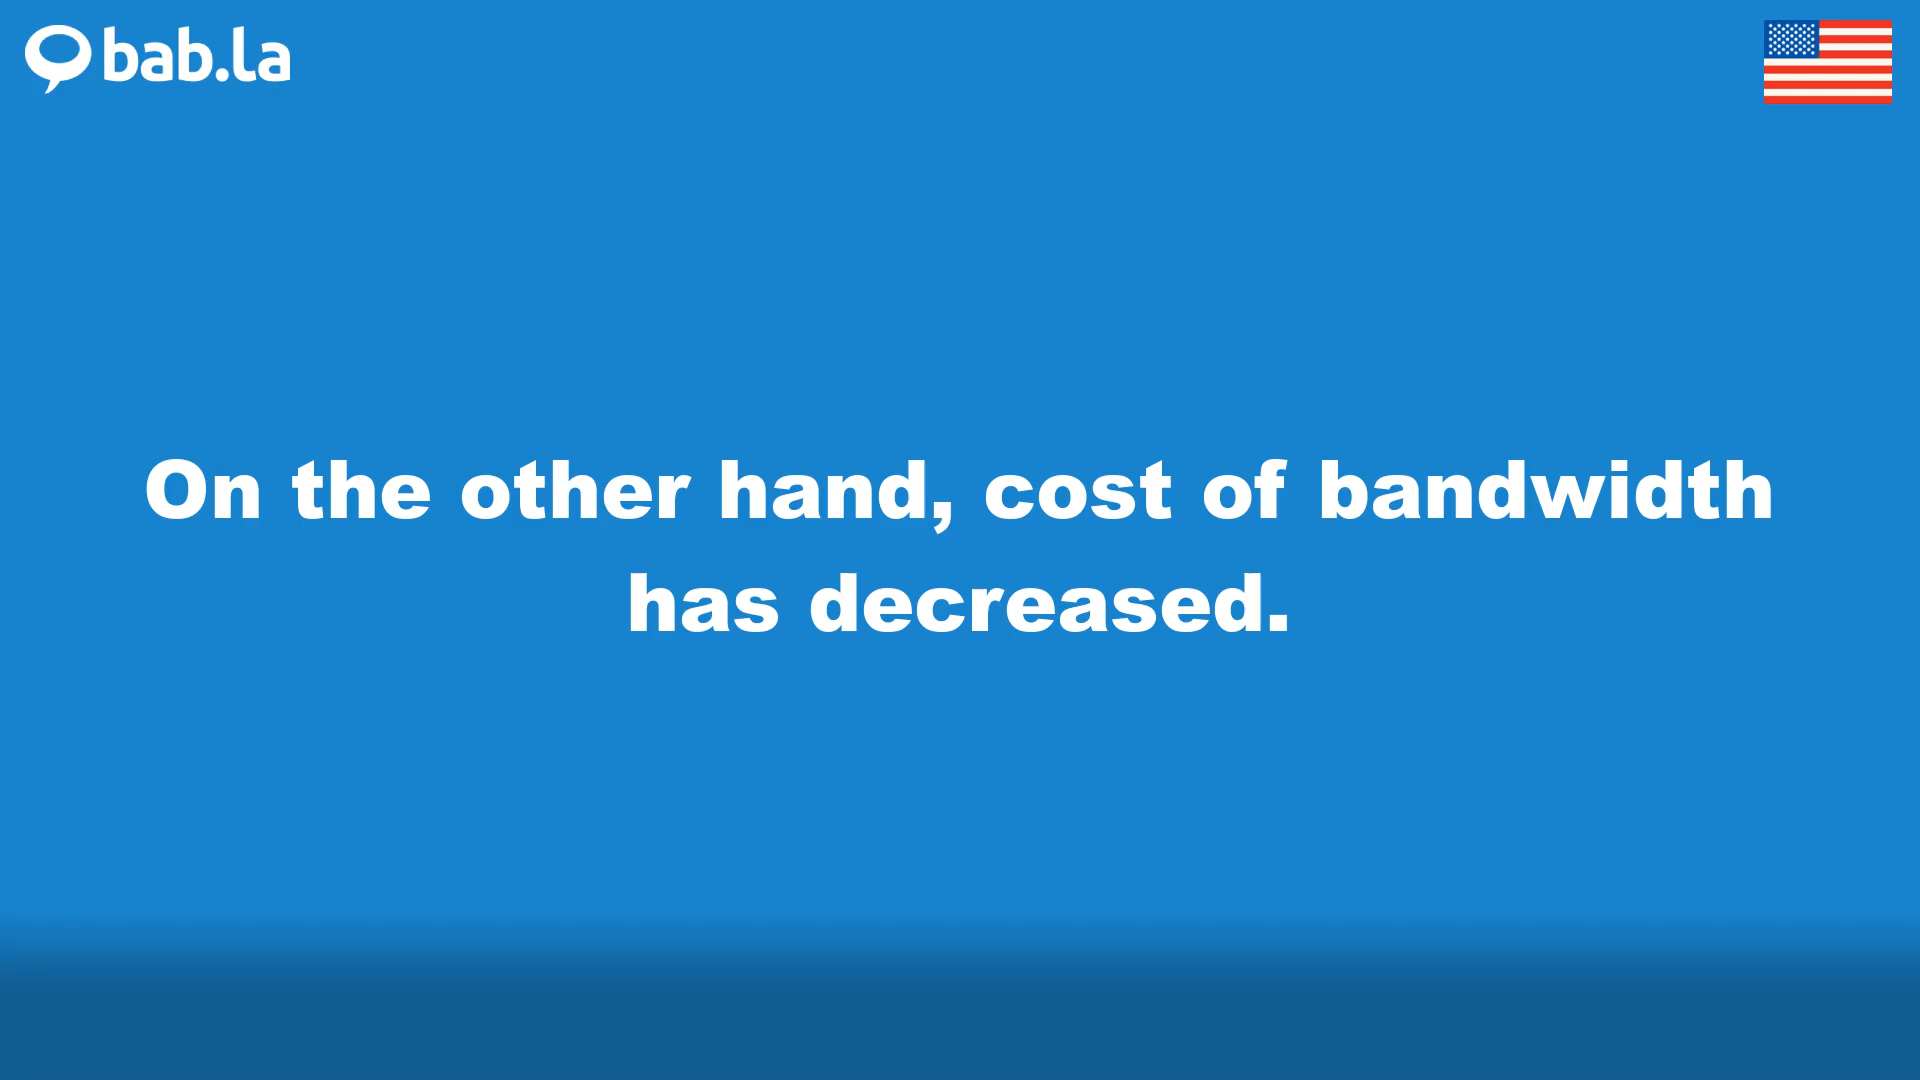 bab.la
On the other hand, cost of bandwidth
has decreased.